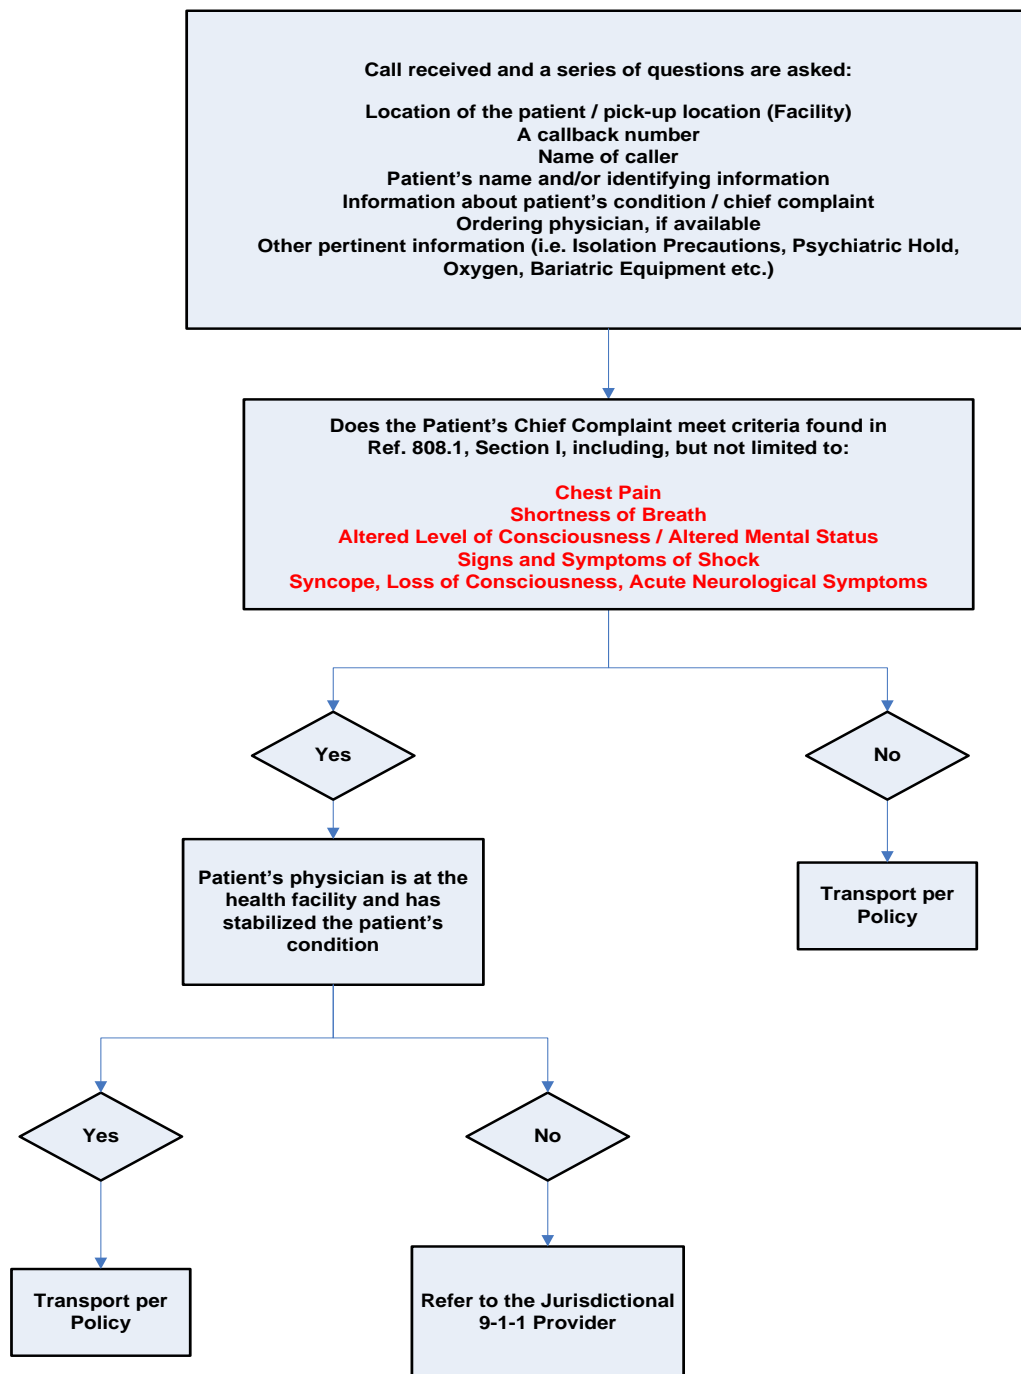 Call received and a series of questions are asked:
Location of the patient / pick-up location (Facility)
A callback number
Name of caller
Patient’s name and/or identifying information
Information about patient’s condition / chief complaint
Ordering physician, if available
Other pertinent information (i.e. Isolation Precautions, Psychiatric Hold,
Oxygen, Bariatric Equipment etc.)
Does the Patient’s Chief Complaint meet criteria found in
Ref. 808.1, Section I, including, but not limited to:
Chest Pain
Shortness of Breath
Altered Level of Consciousness / Altered Mental Status
Signs and Symptoms of Shock
Syncope, Loss of Consciousness, Acute Neurological Symptoms
Yes
No
Patient’s physician is at the
health facility and has
stabilized the patient’s
condition
Transport per
Policy
Yes
No
Transport per
Policy
Refer to the Jurisdictional
9-1-1 Provider